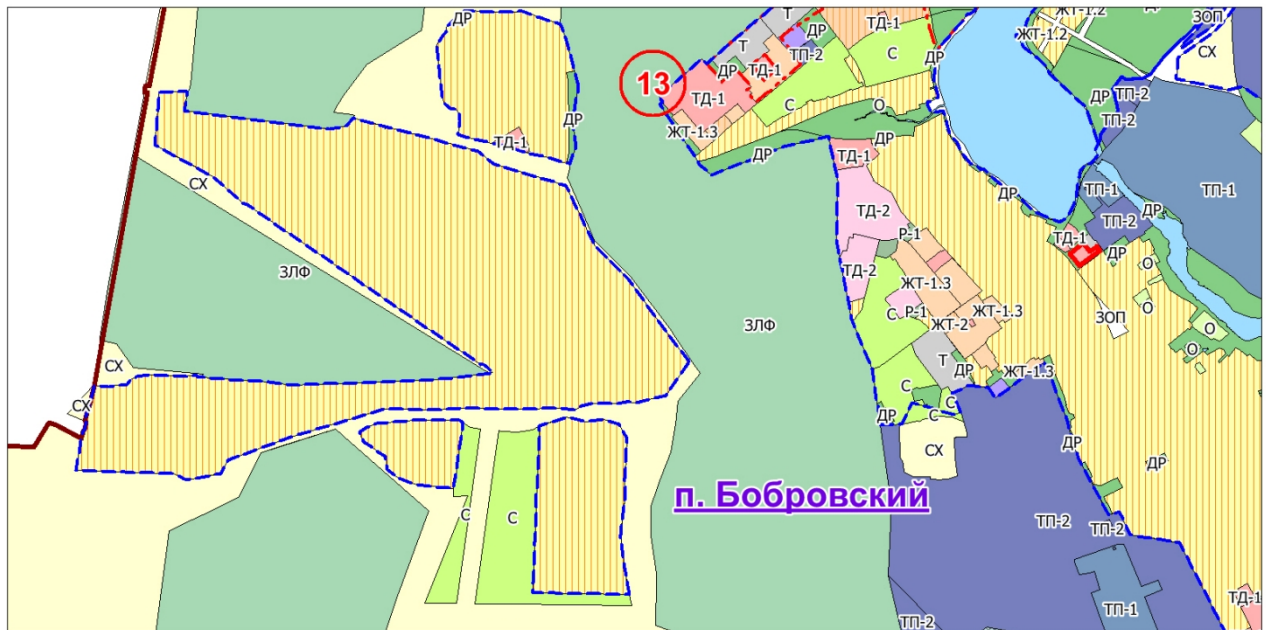 ДР
Т
ДР
ТД-1
ЖТ-1.2
ЗОП
Т
С
ЖТ-1.2
СХ
13
ДР
ТД-1
ТП-2
ДР
ТД-1
С
О
ДР
ТП-2
ТП-2
ДР
ТД-1
ЖТ-1.3
ДР
ДР
ТД-1
СХ
ДР
ТП-1
ТП-1
ТД-2
ДР
ТП-2
Р-1
ТД-1
ДР
О
ЗЛФ
ТД-2
ЖТ-1.3
О
Р-1
С
ЖТ-1.3
ЗОП
ЗЛФ
ЖТ-2
О
О
Т
СХ
ДР
ЖТ-1.3
С
СХ
С
ДР
С
ДР
СХ
ДР
п. Бобровский
С
С
ТП-2
ТП-2
ТД-1
ТП-1
ТП-2